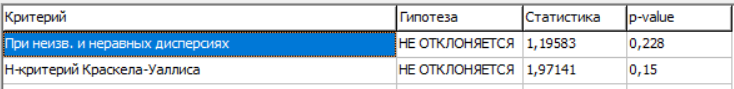 Критерий Гипотеза Статистика p-value
При неизв. и неравных дисперсиях НЕ ОТКЛОНЯЕТСЯ 1,19583 0,228
Н-критерий Краскела-Уаллиса НЕ ОТКЛОНЯЕТСЯ 1,97141 0,15